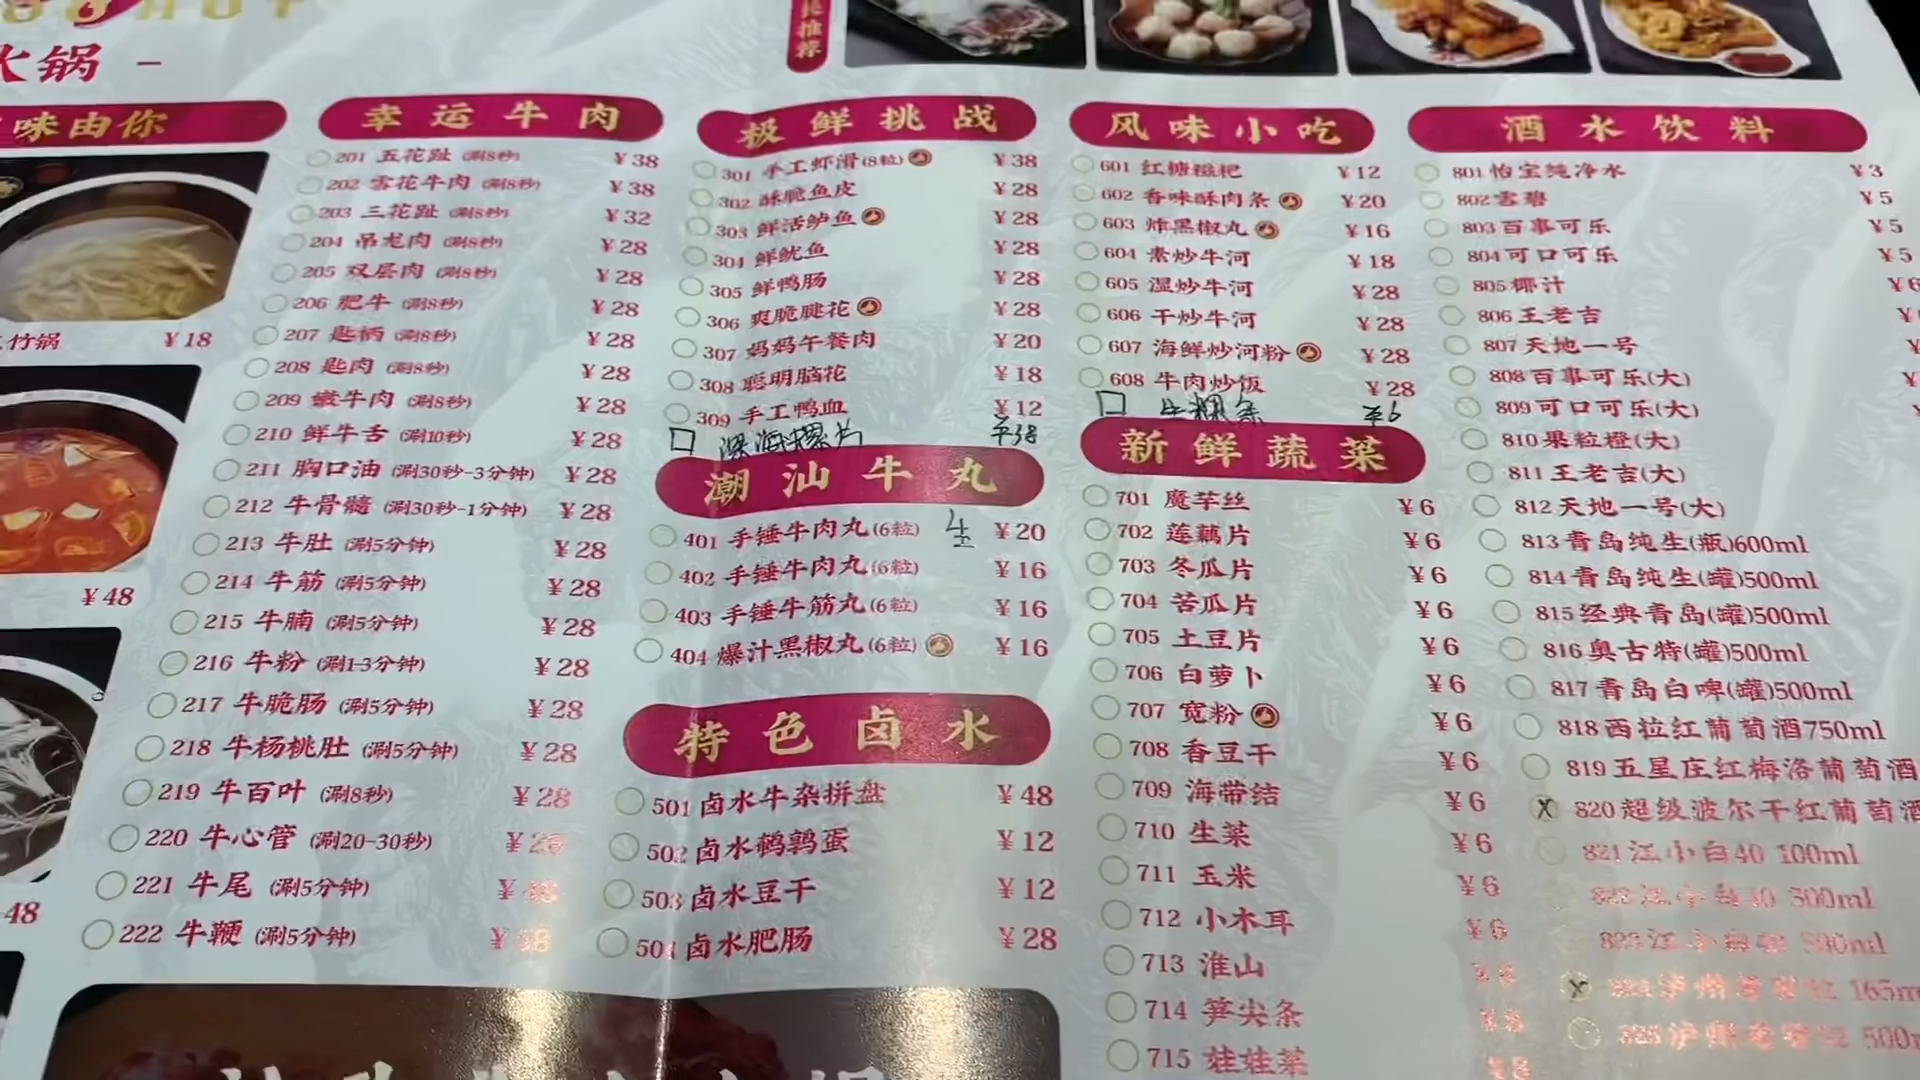 火锅
味由你
竹锅 ¥18
¥48
48
幸运牛肉
201 五花趾 (涮8秒) ¥38
202 雪花牛肉 (涮8秒) ¥38
203 三花趾 (涮8秒) ¥32
204 吊龙肉 (涮8秒) ¥28
205 双层肉 (涮8秒) ¥28
206 肥牛 (涮8秒) ¥28
207 匙柄 (涮8秒) ¥28
208 匙肉 (涮8秒) ¥28
209 嫩牛肉 (涮8秒) ¥28
210 鲜牛舌 (涮10秒) ¥28
211 胸口油 (涮30秒-3分钟) ¥28
212 牛骨髓 (涮30秒-1分钟) ¥28
213 牛肚 (涮5分钟) ¥28
214 牛筋 (涮5分钟) ¥28
215 牛腩 (涮5分钟) ¥28
216 牛粉 (涮1-3分钟) ¥28
217 牛脆肠 (涮5分钟) ¥28
218 牛杨桃肚 (涮5分钟) ¥28
219 牛百叶 (涮8秒) ¥28
220 牛心管 (涮20-30秒)
221 牛尾 (涮5分钟)
222 牛鞭 (涮5分钟)
推荐
极鲜挑战
301 手工虾滑(8粒) ¥38
302 酥脆鱼皮 ¥28
303 鲜活鲈鱼 ¥28
304 鲜鱿鱼 ¥28
305 鲜鸭肠 ¥28
306 爽脆腱花 ¥28
307 妈妈午餐肉 ¥20
308 聪明脑花 ¥18
309 手工鸭血 ¥12
深海螺片 ¥38
潮汕牛丸
401 手锤牛肉丸(6粒) 生 ¥20
402 手锤牛肉丸(6粒) ¥16
403 手锤牛筋丸(6粒) ¥16
404 爆汁黑椒丸(6粒) ¥16
特色卤水
501 卤水牛杂拼盘 ¥48
502 卤水鹌鹑蛋 ¥12
503 卤水豆干 ¥12
504 卤水肥肠 ¥28
风味小吃
601 红糖糍粑 ¥12
602 香味酥肉条 ¥20
603 炸黑椒丸 ¥16
604 素炒牛河 ¥18
605 湿炒牛河 ¥28
606 干炒牛河 ¥28
607 海鲜炒河粉 ¥28
608 牛肉炒饭 ¥28
粿条 ¥6
新鲜蔬菜
701 魔芋丝 ¥6
702 莲藕片 ¥6
703 冬瓜片 ¥6
704 苦瓜片 ¥6
705 土豆片 ¥6
706 白萝卜 ¥6
707 宽粉 ¥6
708 香豆干 ¥6
709 海带结 ¥6
710 生菜 ¥6
711 玉米 ¥6
712 小木耳 ¥6
713 淮山
714 笋尖条
715 娃娃菜
酒水饮料
801 怡宝纯净水 ¥3
802 雪碧 ¥5
803 百事可乐 ¥5
804 可口可乐 ¥5
805 椰汁 ¥6
806 王老吉
807 天地一号
808 百事可乐(大)
809 可口可乐(大)
810 果粒橙(大)
811 王老吉(大)
812 天地一号(大)
813 青岛纯生(瓶)600ml
814 青岛纯生(罐)500ml
815 经典青岛(罐)500ml
816 奥古特(罐)500ml
817 青岛白啤(罐)500ml
818 西拉红葡萄酒750ml
819 五星庄红梅洛葡萄酒
820 超级波尔干红葡萄酒
821 江小白40 100ml